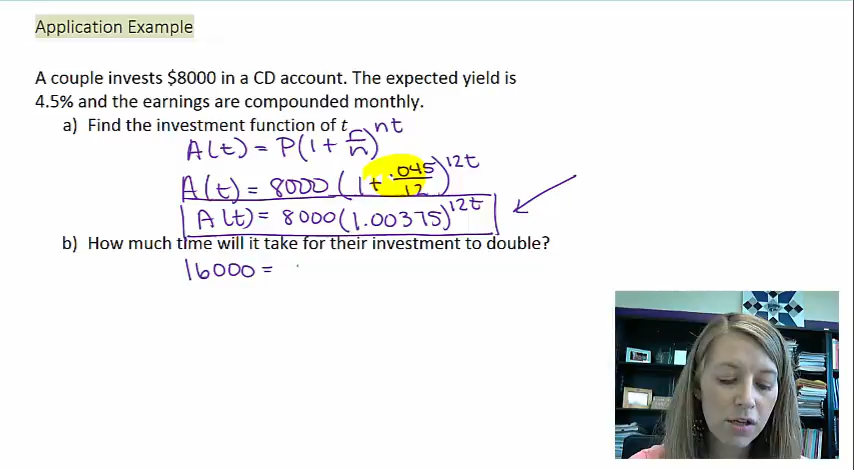 Application Example
A couple invests $8000 in a CD account. The expected yield is
4.5% and the earnings are compounded monthly.
a) Find the investment function of t
A(t) = P(1 + r/n)^nt
A(t) = 8000 (1 + .045/12)^12t
A(t) = 8000 (1.00375)^12t
b) How much time will it take for their investment to double?
16000 =